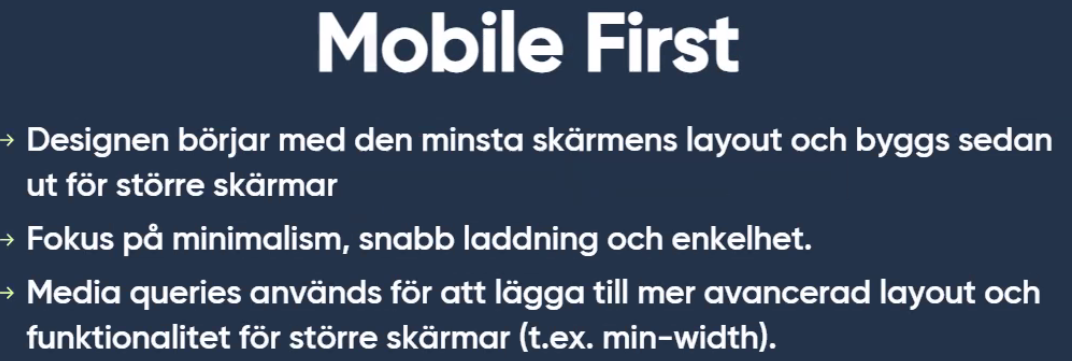 Mobile First
→ Designen börjar med den minsta skärmens layout och byggs sedan
ut för större skärmar
→ Fokus på minimalism, snabb laddning och enkelhet.
→ Media queries används för att lägga till mer avancerad layout och
funktionalitet för större skärmar (t.ex. min-width).